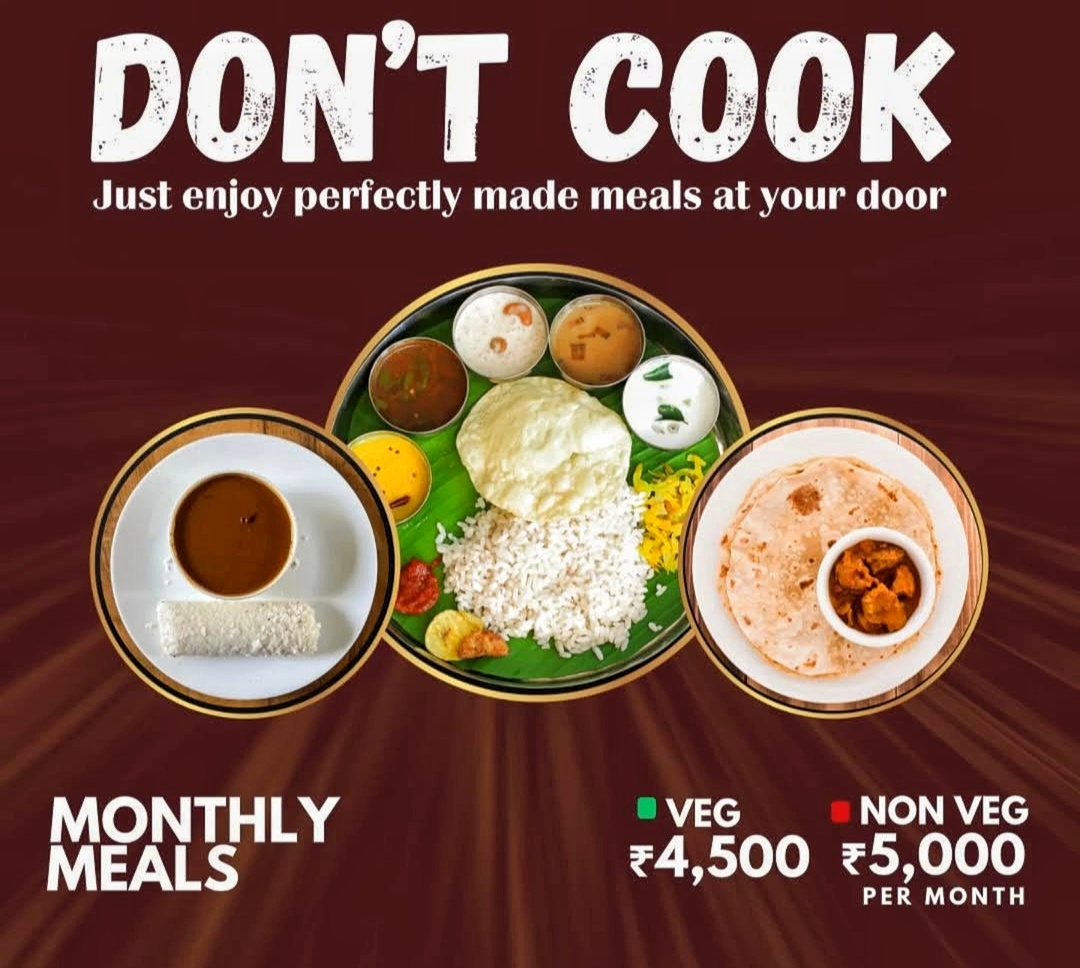 DON'T COOK
Just enjoy perfectly made meals at your door
MONTHLY
MEALS
VEG
₹4,500
NON VEG
₹5,000
PER MONTH